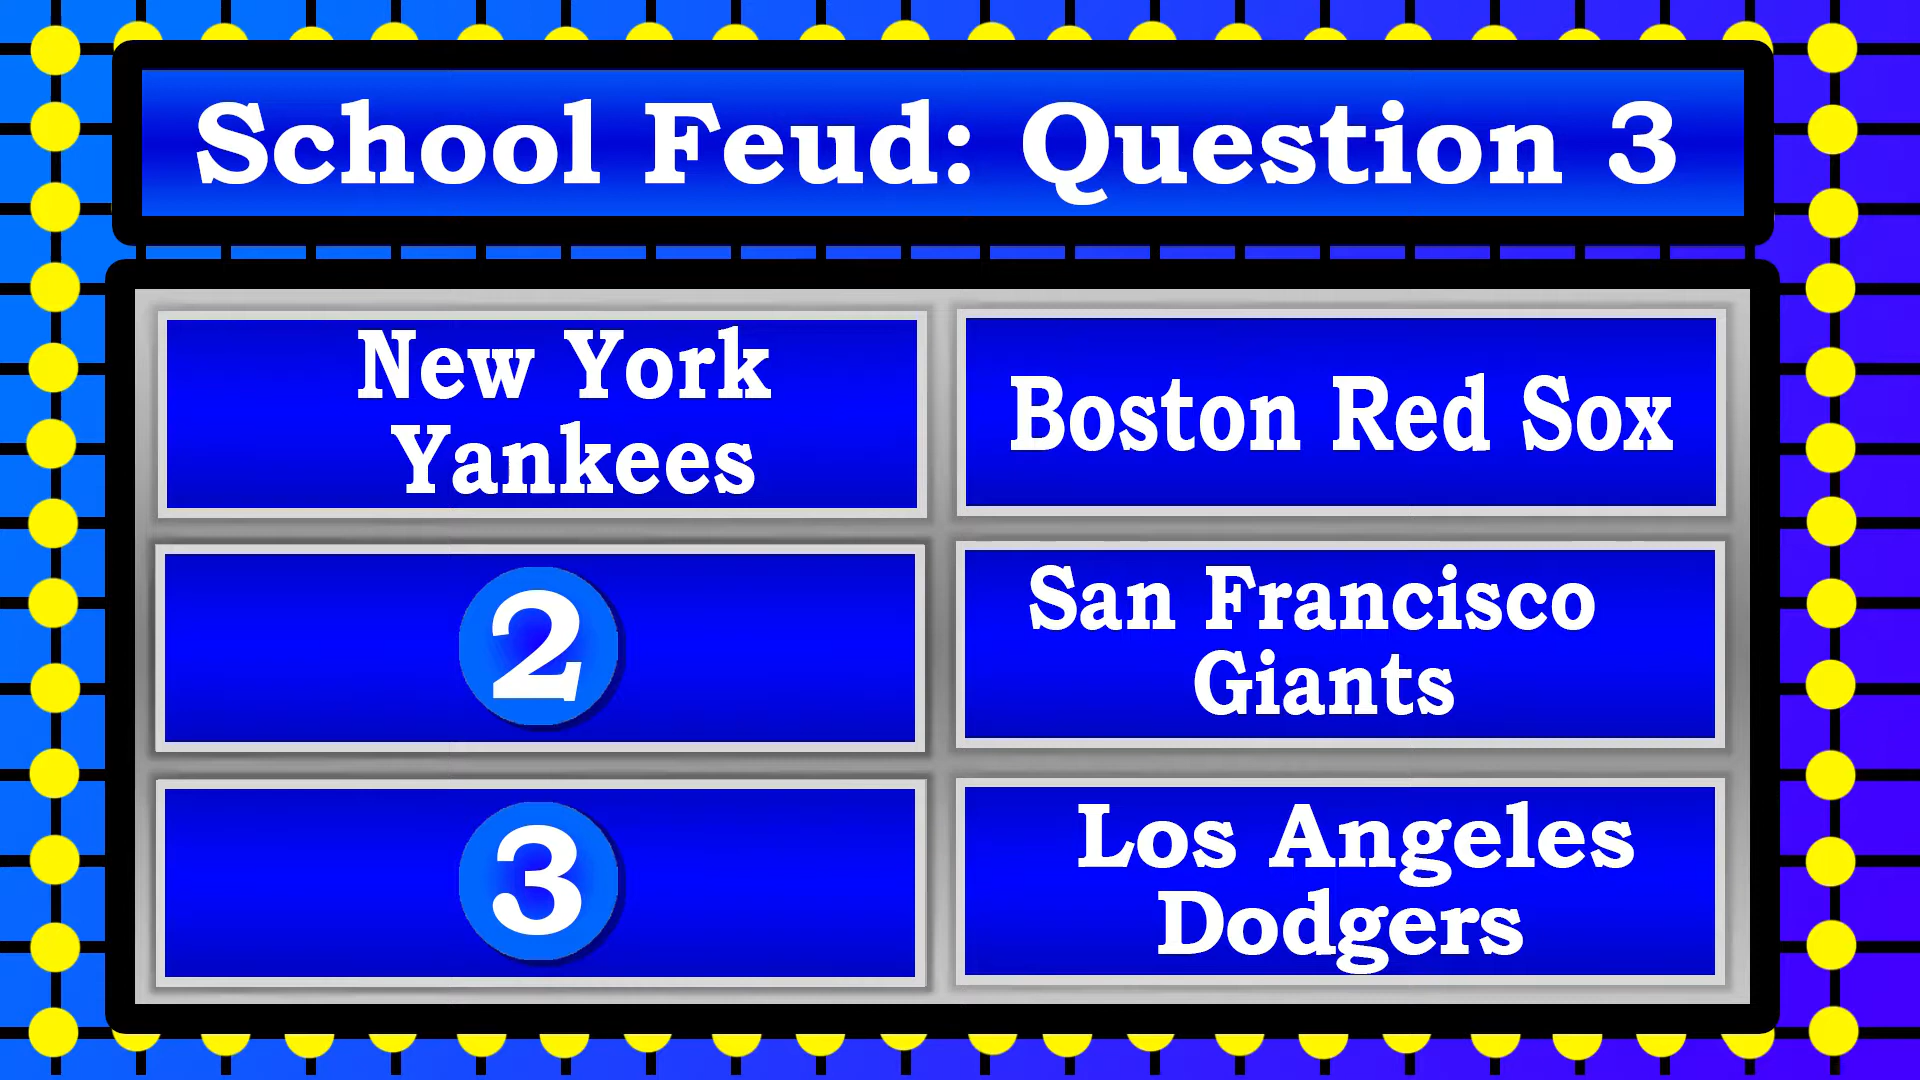 School Feud: Question 3
New York
Yankees
Boston Red Sox
2
San Francisco
Giants
3
Los Angeles
Dodgers